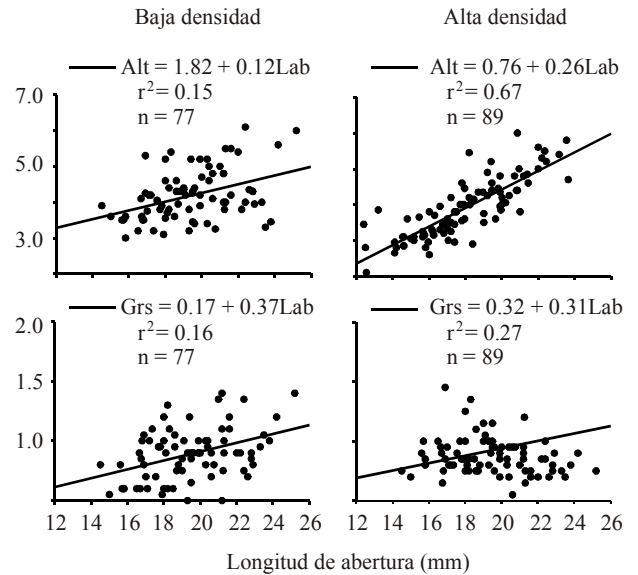 Baja densidad
Alta densidad
Alt = 1.82 + 0.12Lab
r² = 0.15
n = 77
Alt = 0.76 + 0.26Lab
r² = 0.67
n = 89
7.0
5.0
3.0
Grs = 0.17 + 0.37Lab
r² = 0.16
n = 77
Grs = 0.32 + 0.31Lab
r² = 0.27
n = 89
2.0
1.5
1.0
12 14 16 18 20 22 24 26
12 14 16 18 20 22 24 26
Longitud de abertura (mm)